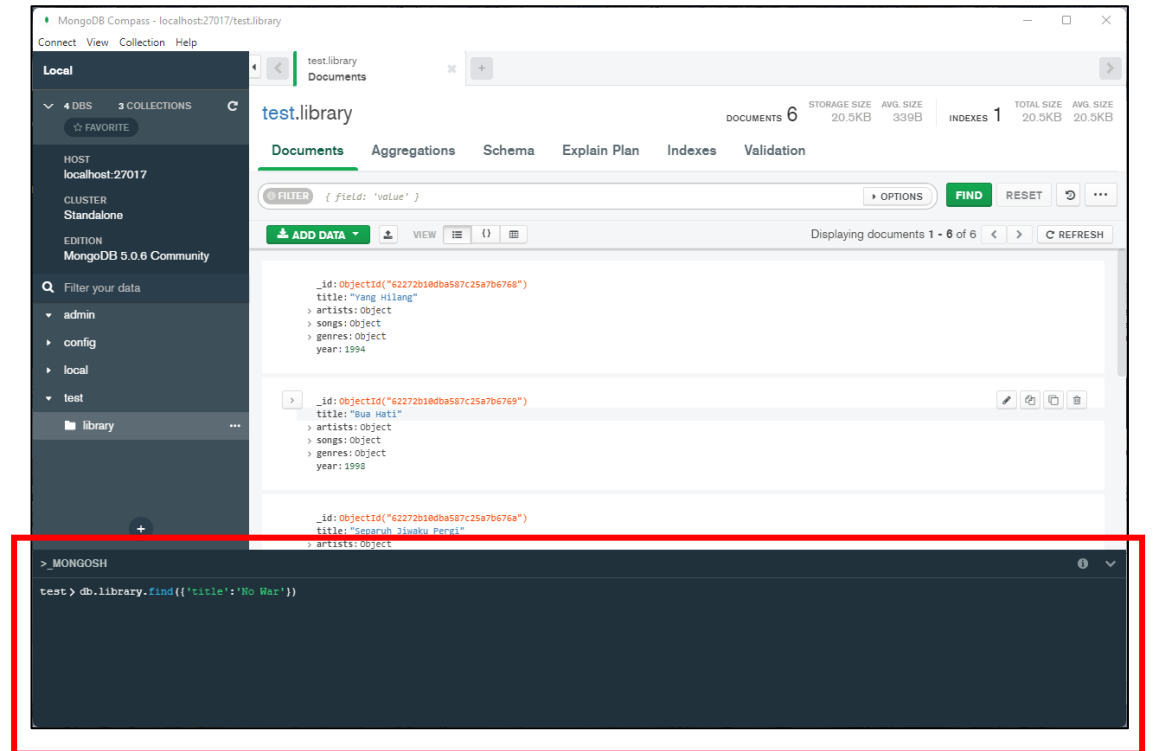 MongoDB Compass - localhost:27017/test.library
Connect View Collection Help
Local
test.library
Documents
4 DBS 3 COLLECTIONS
FAVORITE
test.library
DOCUMENTS 6 STORAGE SIZE 20.5KB AVG. SIZE 339B INDEXES 1 TOTAL SIZE 20.5KB AVG. SIZE 20.5KB
HOST
localhost:27017
CLUSTER
Standalone
EDITION
MongoDB 5.0.6 Community
Documents Aggregations Schema Explain Plan Indexes Validation
FILTER { field: 'value' } OPTIONS FIND RESET
ADD DATA VIEW Displaying documents 1 - 6 of 6 REFRESH
Filter your data
admin
config
local
test
library
_id: ObjectId("62272b10dba587c25a7b6768")
title: "Yang Hilang"
artists: Object
songs: Object
genres: Object
year: 1994
_id: ObjectId("62272b10dba587c25a7b6769")
title: "Bua Hati"
artists: Object
songs: Object
genres: Object
year: 1998
_id: ObjectId("62272b10dba587c25a7b676a")
title: "Separuh Jiwaku Pergi"
artists: Object
>_MONGOSH
test> db.library.find({'title':'No War'})